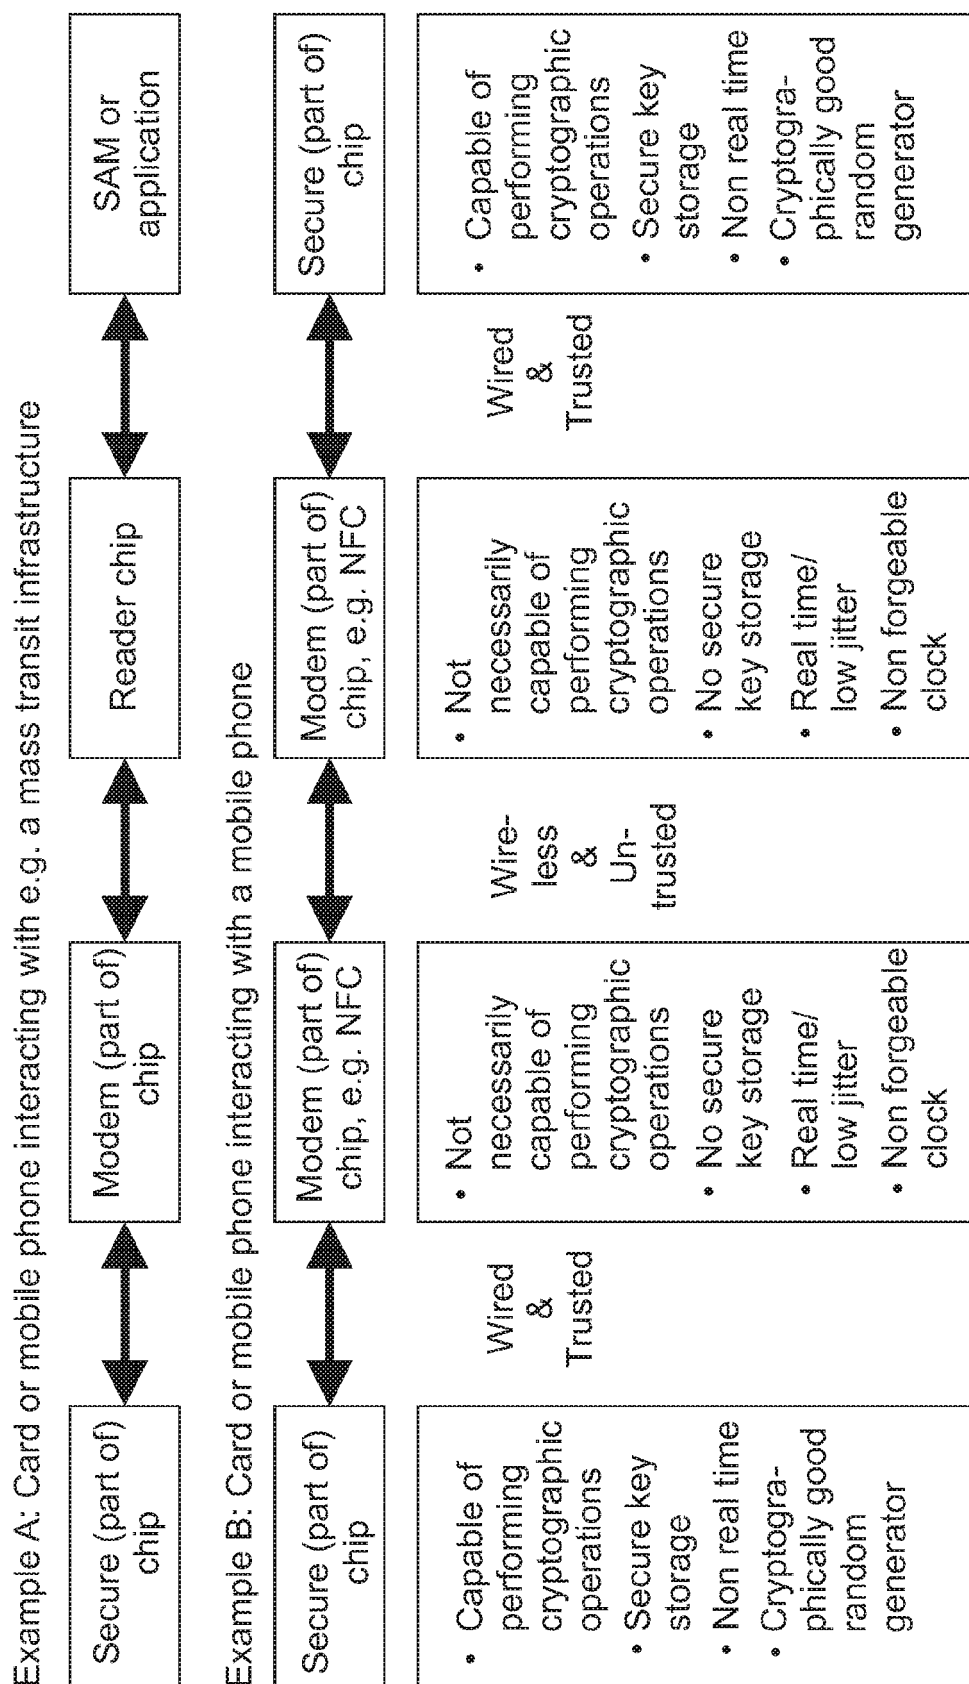 Example A: Card or mobile phone interacting with e.g. a mass transit infrastructure
Secure (part of)
chip
Modem (part of)
chip
Reader chip
SAM or
application
Example B: Card or mobile phone interacting with a mobile phone
Secure (part of)
chip
Modem (part of)
chip, e.g. NFC
Modem (part of)
chip, e.g. NFC
Secure (part of)
chip
• Capable of
performing
cryptographic
operations
• Secure key
storage
• Non real time
• Cryptogra-
phically good
random
generator
Wired
&
Trusted
• Not
necessarily
capable of
performing
cryptographic
operations
• No secure
key storage
• Real time/
low jitter
• Non forgeable
clock
Wire-
less
&
Un-
trusted
• Not
necessarily
capable of
performing
cryptographic
operations
• No secure
key storage
• Real time/
low jitter
• Non forgeable
clock
Wired
&
Trusted
• Capable of
performing
cryptographic
operations
• Secure key
storage
• Non real time
• Cryptogra-
phically good
random
generator